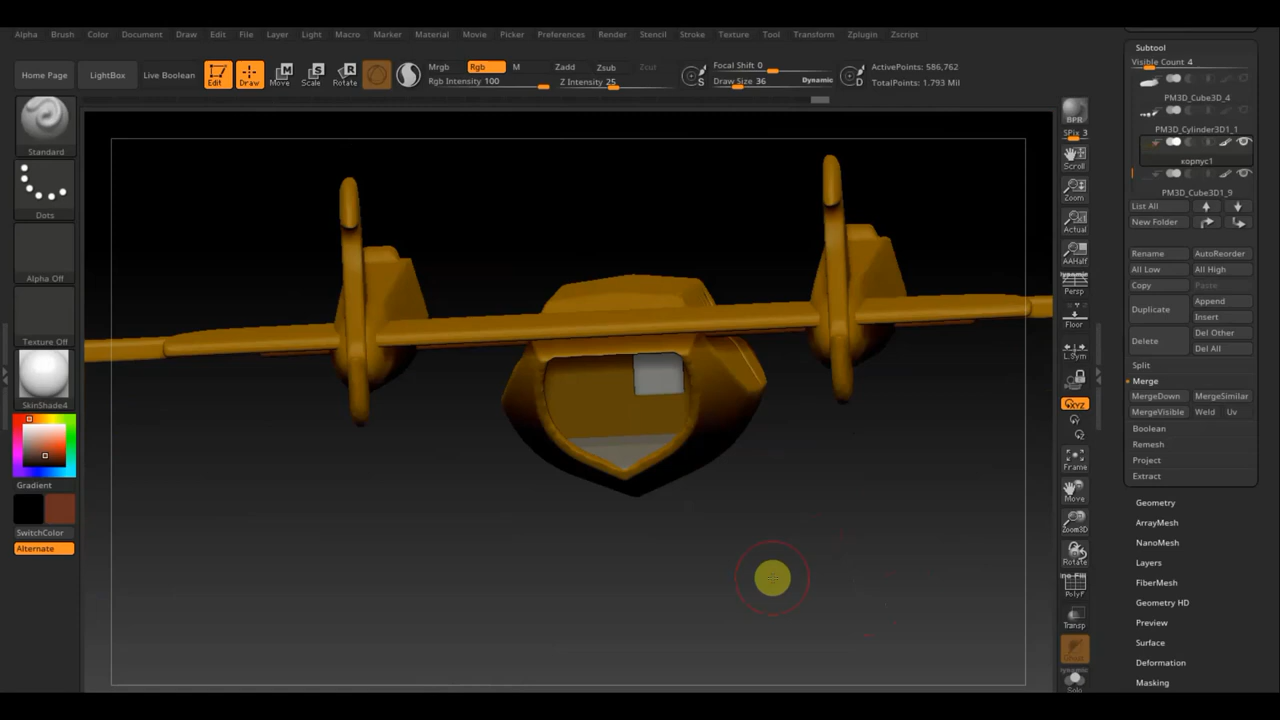 Alpha Brush Color Document Draw Edit File Layer Light Macro Marker Material Movie Picker Preferences Render Stencil Stroke Texture Tool Transform Zplugin Zscript
Home Page
LightBox
Live Boolean
Edit
Draw
Move
Scale
Rotate
Mrgb
Rgb
M
Rgb Intensity 100
Zadd
Zsub
Zcut
Z Intensity 25
S
Focal Shift 0
Draw Size 36
Dynamic
D
ActivePoints: 586,762
TotalPoints: 1.793 Mil
Standard
Dots
Alpha Off
Texture Off
SkinShade4
Gradient
SwitchColor
Alternate
BPR
SPix 3
Scroll
Zoom
Actual
AAHalf
Dynamic
Persp
Floor
L.Sym
XYZ
Y
Z
Frame
Move
Zoom3D
Rotate
PolyF
Transp
Solo
Subtool
Visible Count 4
PM3D_Cube3D_4
PM3D_Cylinder3D1_1
корпус1
PM3D_Cube3D1_9
List All
New Folder
Rename
AutoReorder
All Low
All High
Copy
Paste
Duplicate
Append
Insert
Delete
Del Other
Del All
Split
Merge
MergeDown
MergeSimilar
MergeVisible
Weld
Uv
Boolean
Remesh
Project
Extract
Geometry
ArrayMesh
NanoMesh
Layers
FiberMesh
Geometry HD
Preview
Surface
Deformation
Masking